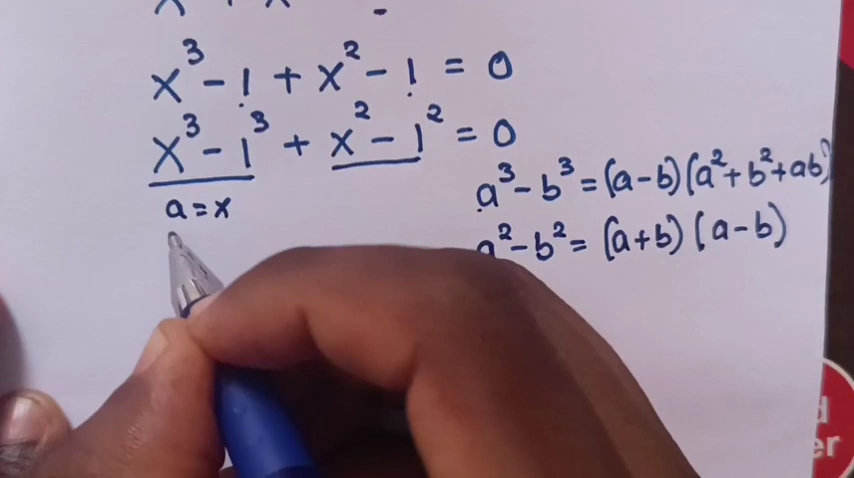 x³ - 1 + x² - 1 = 0
x³ - 1³ + x² - 1² = 0
a = x
a³ - b³ = (a - b)(a² + b² + ab)
a² - b² = (a + b)(a - b)